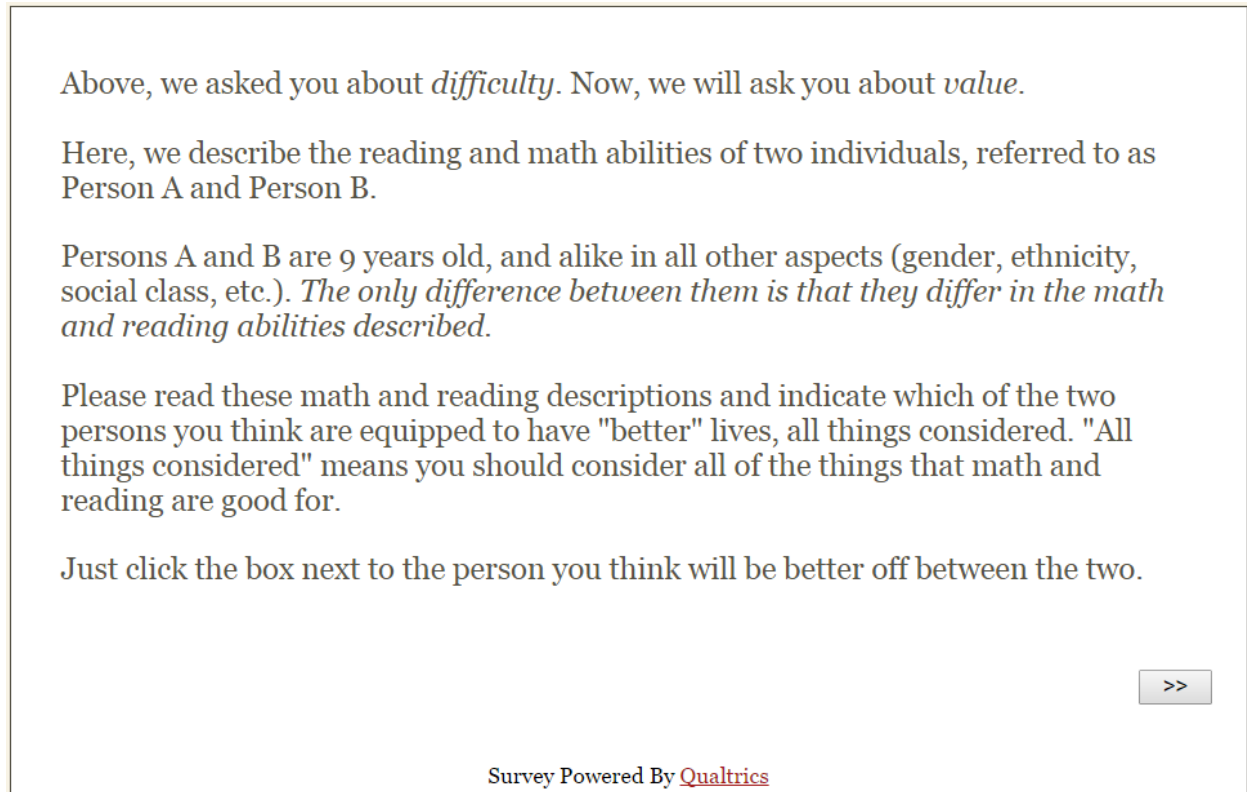 Above, we asked you about difficulty. Now, we will ask you about value.
Here, we describe the reading and math abilities of two individuals, referred to as
Person A and Person B.
Persons A and B are 9 years old, and alike in all other aspects (gender, ethnicity,
social class, etc.). The only difference between them is that they differ in the math
and reading abilities described.
Please read these math and reading descriptions and indicate which of the two
persons you think are equipped to have "better" lives, all things considered. "All
things considered" means you should consider all of the things that math and
reading are good for.
Just click the box next to the person you think will be better off between the two.
>>
Survey Powered By Qualtrics